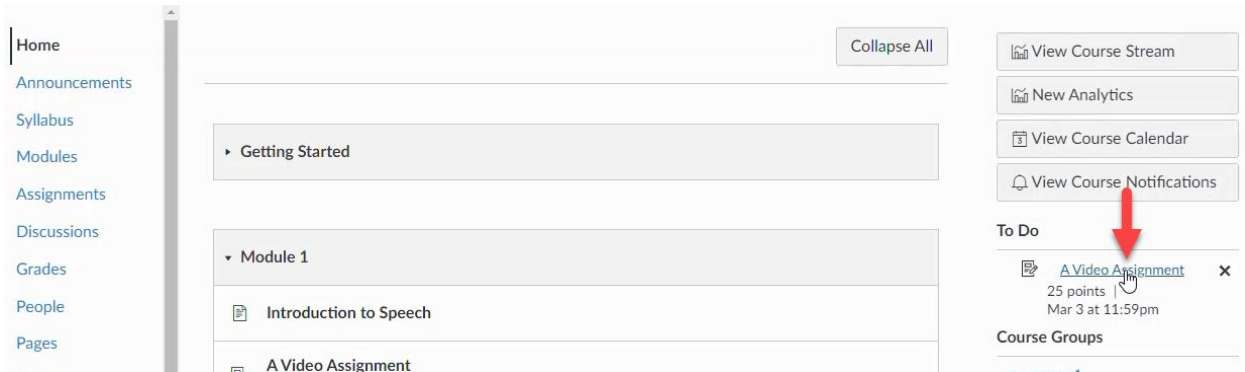 Home
Announcements
Syllabus
Modules
Assignments
Discussions
Grades
People
Pages
Collapse All
Getting Started
Module 1
Introduction to Speech
A Video Assignment
View Course Stream
New Analytics
View Course Calendar
View Course Notifications
To Do
A Video Assignment
25 points |
Mar 3 at 11:59pm
Course Groups